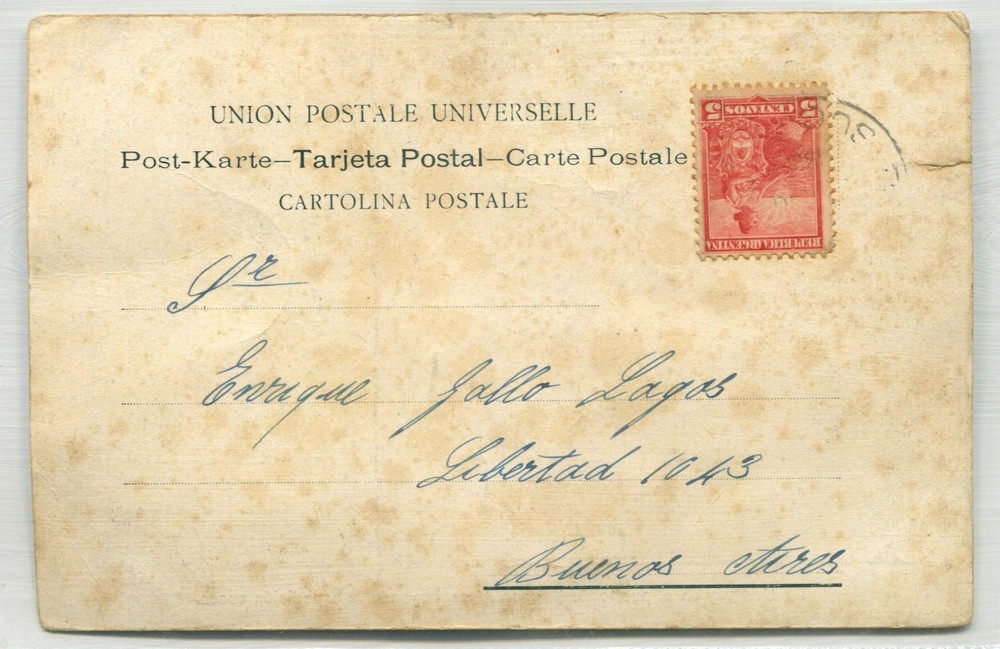 UNION POSTALE UNIVERSELLE
Post-Karte—Tarjeta Postal—Carte Postale
CARTOLINA POSTALE
5 CENTAVOS 5
REPUBLICA ARGENTINA
Sr
Enrique Gallo Lagos
Libertad 1043
Buenos Aires